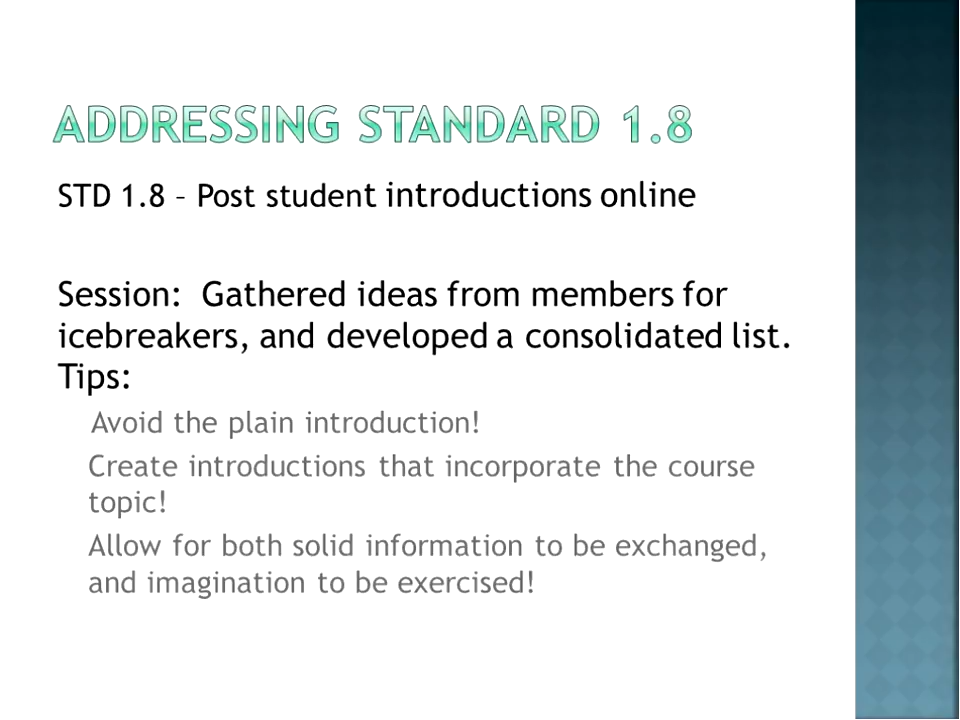 ADDRESSING STANDARD 1.8
STD 1.8 – Post student introductions online
Session:  Gathered ideas from members for
icebreakers, and developed a consolidated list.
Tips:
Avoid the plain introduction!
Create introductions that incorporate the course
topic!
Allow for both solid information to be exchanged,
and imagination to be exercised!